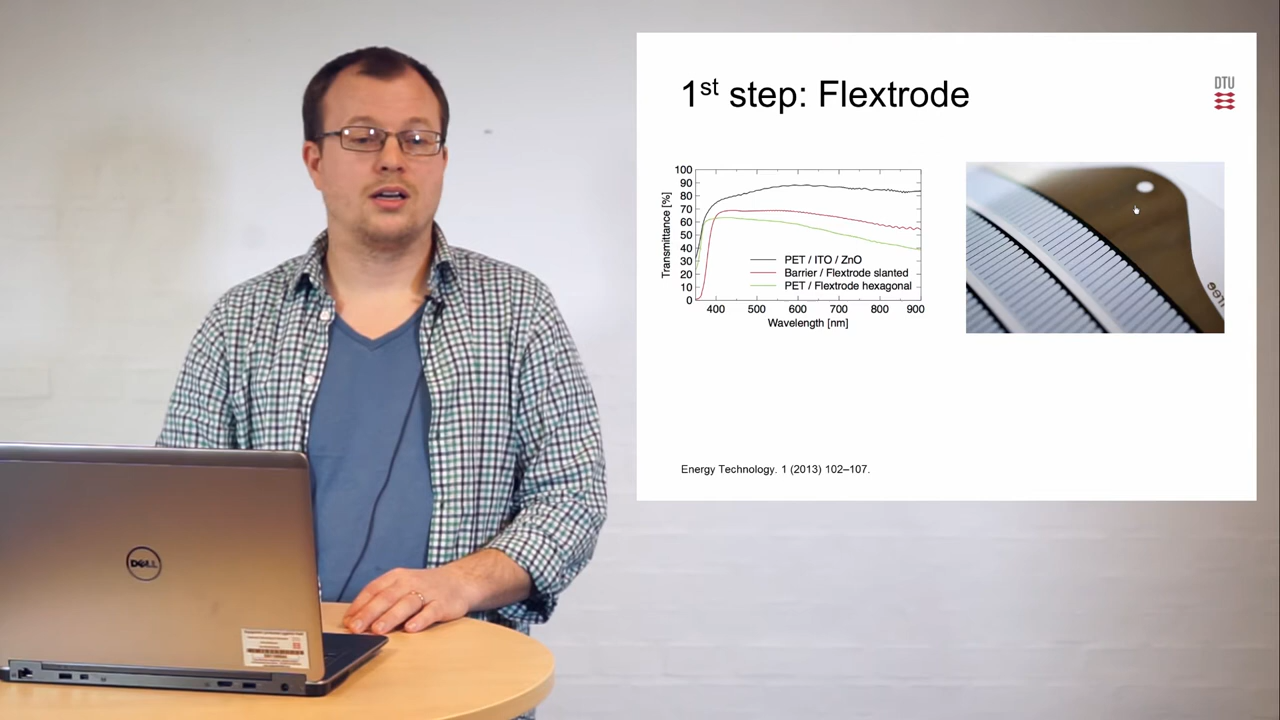 1st step: Flextrode
DTU
100
90
80
70
60
50
40
30
20
10
0
Transmittance [%]
PET / ITO / ZnO
Barrier / Flextrode slanted
PET / Flextrode hexagonal
400 500 600 700 800 900
Wavelength [nm]
Energy Technology. 1 (2013) 102–107.
DELL